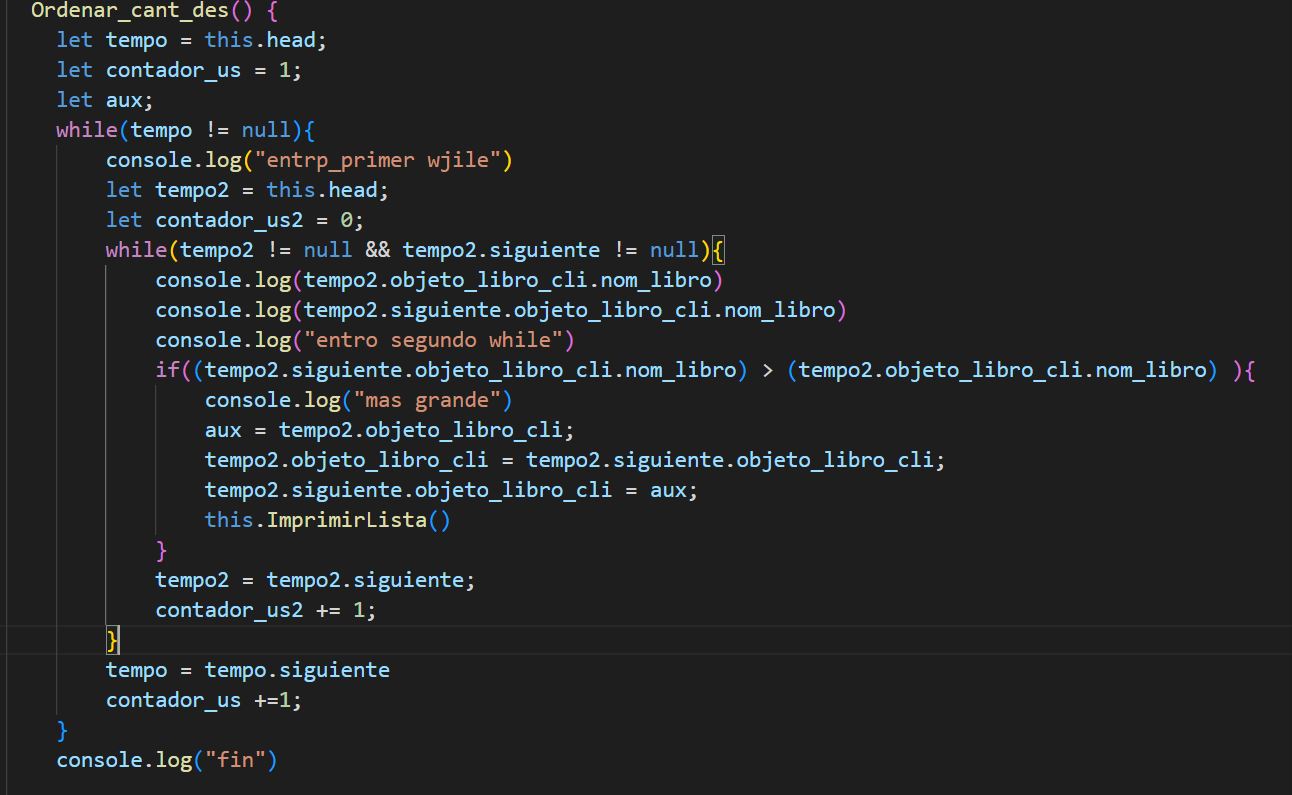 Ordenar_cant_des() {
let tempo = this.head;
let contador_us = 1;
let aux;
while(tempo != null){
console.log("entrp_primer wjile")
let tempo2 = this.head;
let contador_us2 = 0;
while(tempo2 != null && tempo2.siguiente != null){
console.log(tempo2.objeto_libro_cli.nom_libro)
console.log(tempo2.siguiente.objeto_libro_cli.nom_libro)
console.log("entro segundo while")
if((tempo2.siguiente.objeto_libro_cli.nom_libro) > (tempo2.objeto_libro_cli.nom_libro) ){
console.log("mas grande")
aux = tempo2.objeto_libro_cli;
tempo2.objeto_libro_cli = tempo2.siguiente.objeto_libro_cli;
tempo2.siguiente.objeto_libro_cli = aux;
this.ImprimirLista()
}
tempo2 = tempo2.siguiente;
contador_us2 += 1;
}
tempo = tempo.siguiente
contador_us +=1;
}
console.log("fin")